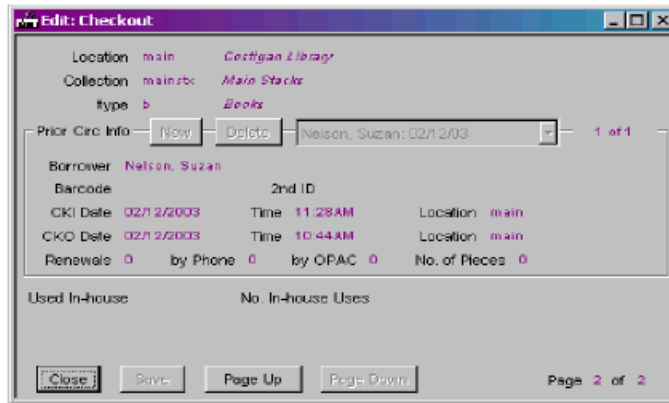 Edit: Checkout
Location main Costigan Library
Collection mainstx Main Stacks
Itype b Books
Prior Circ Info New Delete Nelson, Suzan: 02/12/03 1 of 1
Borrower Nelson, Suzan
Barcode 2nd ID
CKI Date 02/12/2003 Time 11:28AM Location main
CKO Date 02/12/2003 Time 10:44AM Location main
Renewals 0 by Phone 0 by OPAC 0 No. of Pieces 0
Used In-house No. In-house Uses
Close Save Page Up Page Down Page 2 of 2